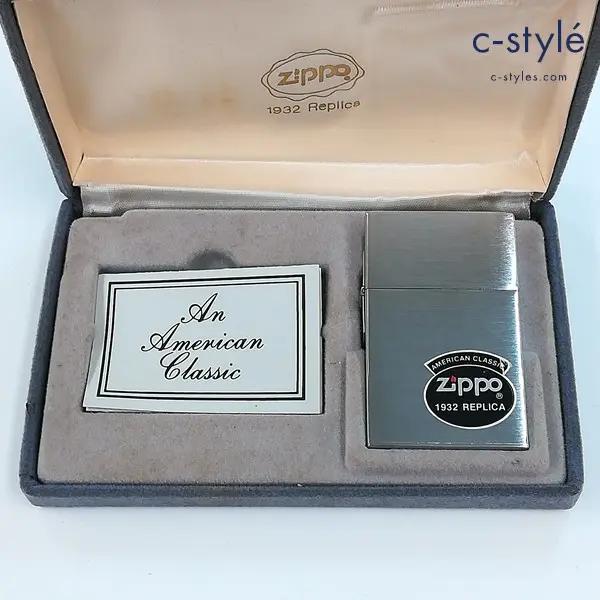 c-stylé
c-styles.com
zippo
1932 Replica
An
American
Classic
AMERICAN CLASSIC
Zippo®
1932 REPLICA